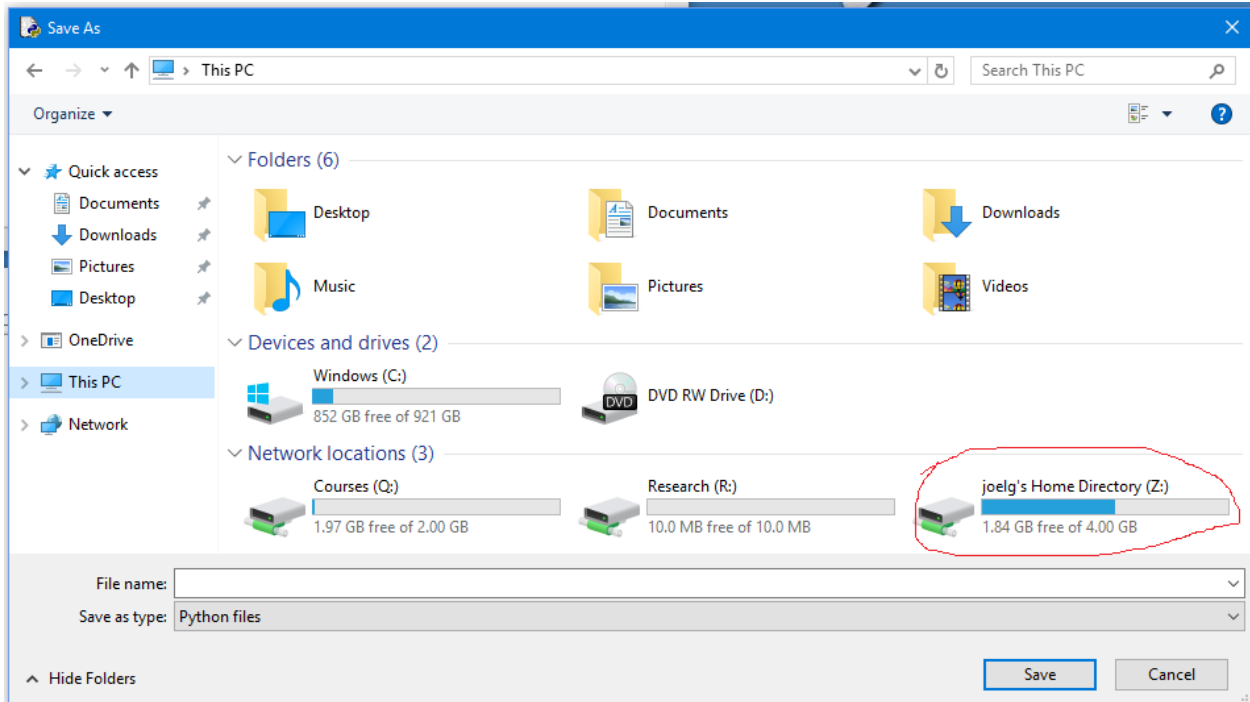 Save As
This PC
Search This PC
Organize
Quick access
Documents
Downloads
Pictures
Desktop
OneDrive
This PC
Network
Folders (6)
Desktop
Documents
Downloads
Music
Pictures
Videos
Devices and drives (2)
Windows (C:)
852 GB free of 921 GB
DVD
DVD RW Drive (D:)
Network locations (3)
Courses (Q:)
1.97 GB free of 2.00 GB
Research (R:)
10.0 MB free of 10.0 MB
joelg's Home Directory (Z:)
1.84 GB free of 4.00 GB
File name:
Save as type: Python files
Hide Folders
Save
Cancel